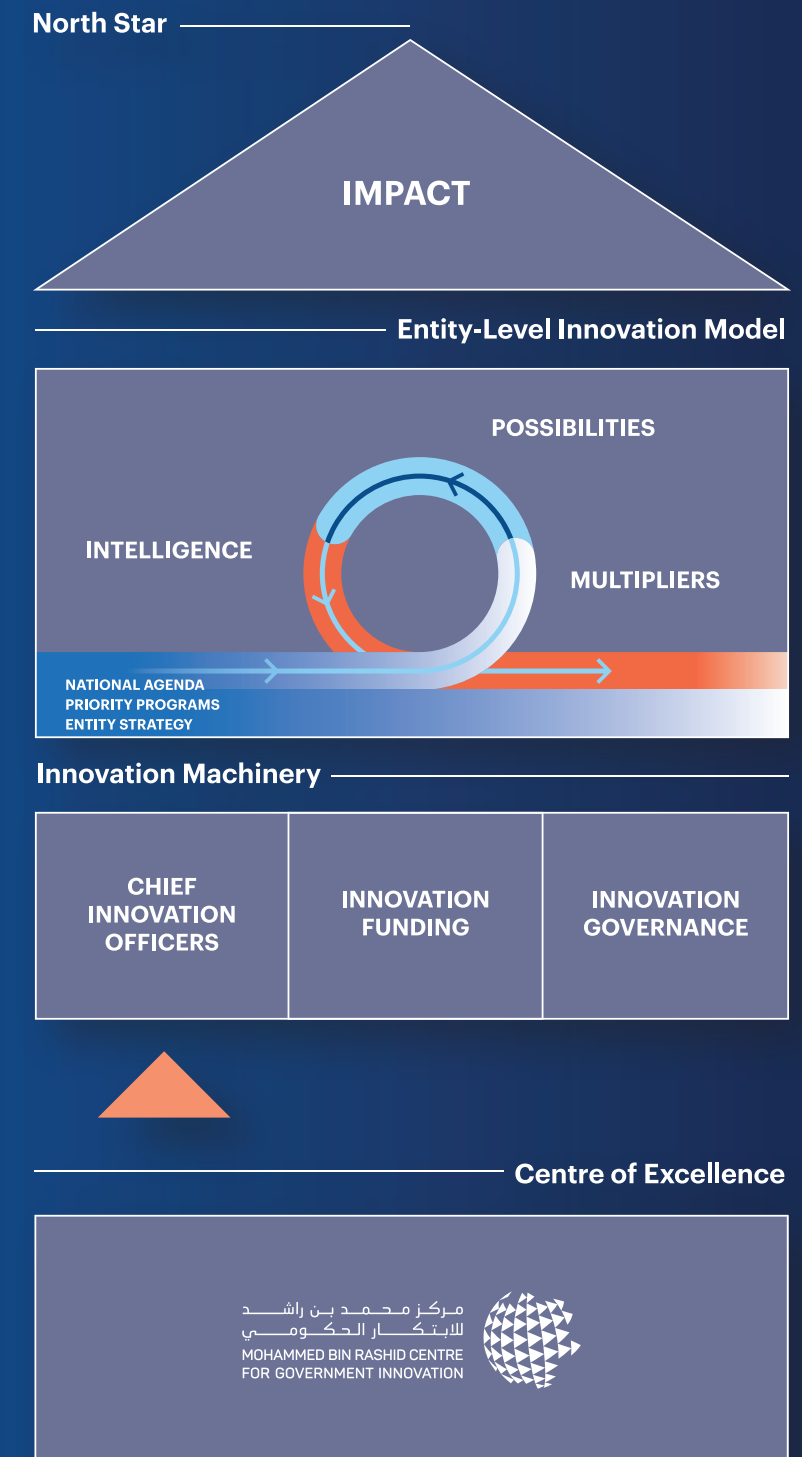 North Star
IMPACT
Entity-Level Innovation Model
POSSIBILITIES
INTELLIGENCE
MULTIPLIERS
NATIONAL AGENDA
PRIORITY PROGRAMS
ENTITY STRATEGY
Innovation Machinery
CHIEF
INNOVATION
OFFICERS
INNOVATION
FUNDING
INNOVATION
GOVERNANCE
Centre of Excellence
مركز محمد بن راشد
للابتكار الحكومي
MOHAMMED BIN RASHID CENTRE
FOR GOVERNMENT INNOVATION